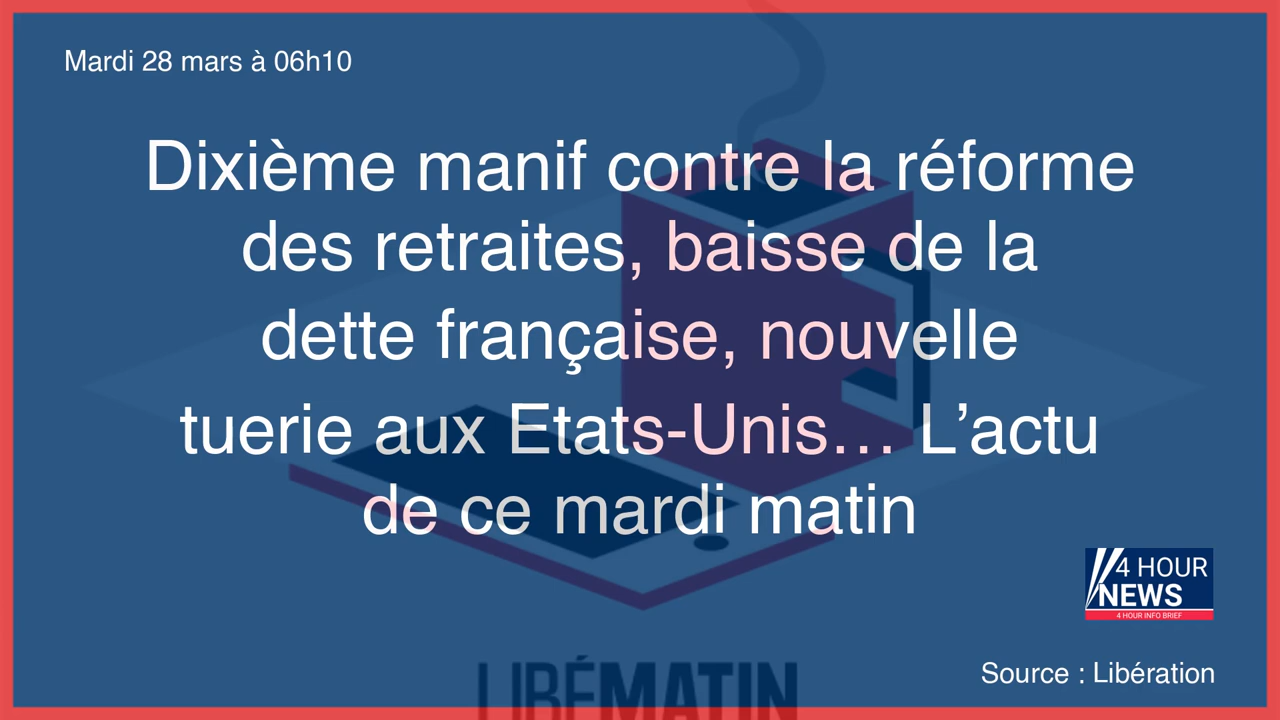 Mardi 28 mars à 06h10
Dixième manif contre la réforme
des retraites, baisse de la
dette française, nouvelle
tuerie aux Etats-Unis… L’actu
de ce mardi matin
4 HOUR
NEWS
4 HOUR INFO BRIEF
Source : Libération
LIBÉMATIN